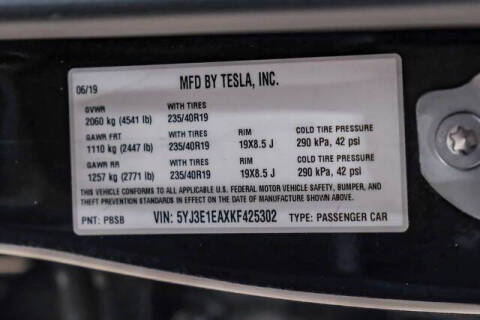 06/19 MFD BY TESLA, INC.
GVWR WITH TIRES
2060 kg (4541 lb) 235/40R19
GAWR FRT WITH TIRES RIM COLD TIRE PRESSURE
1110 kg (2447 lb) 235/40R19 19X8.5 J 290 kPa, 42 psi
GAWR RR WITH TIRES RIM COLD TIRE PRESSURE
1257 kg (2771 lb) 235/40R19 19X8.5 J 290 kPa, 42 psi
THIS VEHICLE CONFORMS TO ALL APPLICABLE U.S. FEDERAL MOTOR VEHICLE SAFETY, BUMPER, AND
THEFT PREVENTION STANDARDS IN EFFECT ON THE DATE OF MANUFACTURE SHOWN ABOVE.
PNT: PBSB VIN: 5YJ3E1EAXKF425302 TYPE: PASSENGER CAR